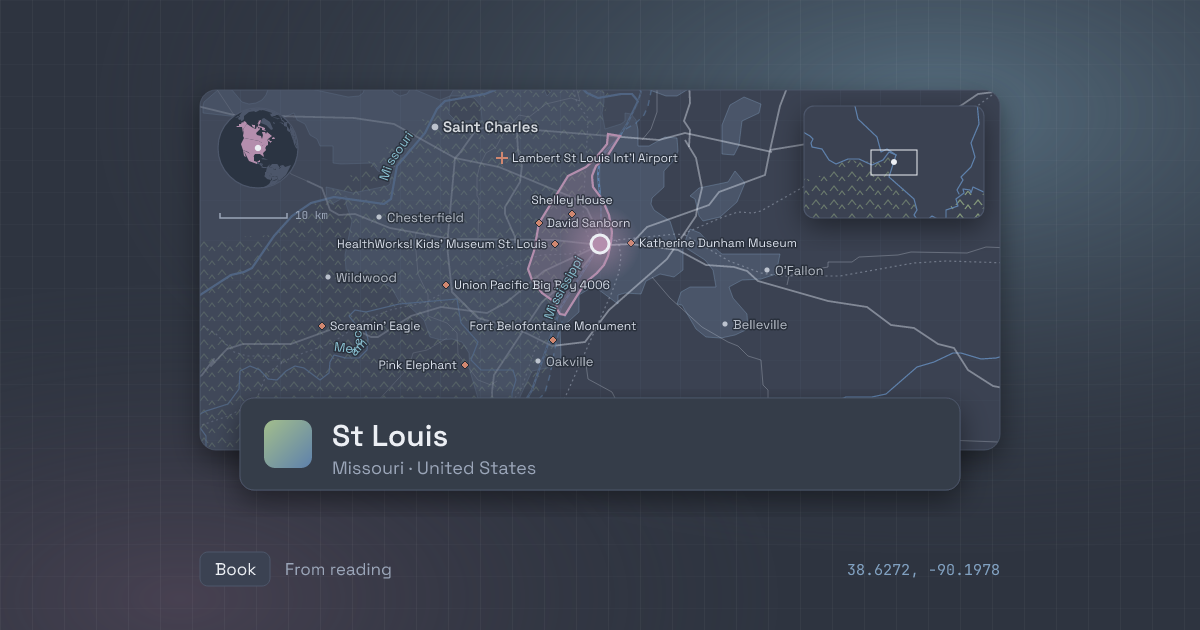 Saint Charles
Missouri
Lambert St Louis Int'l Airport
Shelley House
10 km
Chesterfield
David Sanborn
HealthWorks! Kids' Museum St. Louis
Katherine Dunham Museum
O'Fallon
Wildwood
Union Pacific Big Boy 4006
Mississippi
Screamin' Eagle
Fort Belofontaine Monument
Belleville
Pink Elephant
Oakville
St Louis
Missouri · United States
Book
From reading
38.6272, -90.1978